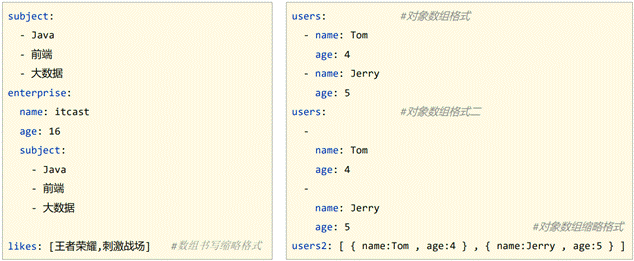 subject:
  - Java
  - 前端
  - 大数据
enterprise:
  name: itcast
  age: 16
  subject:
    - Java
    - 前端
    - 大数据
likes: [王者荣耀,刺激战场]    #数组书写缩略格式
users:    #对象数组格式
  - name: Tom
    age: 4
  - name: Jerry
    age: 5
users:    #对象数组格式二
  -
    name: Tom
    age: 4
  -
    name: Jerry
    age: 5
#对象数组缩略格式
users2: [ { name:Tom , age:4 } , { name:Jerry , age:5 } ]